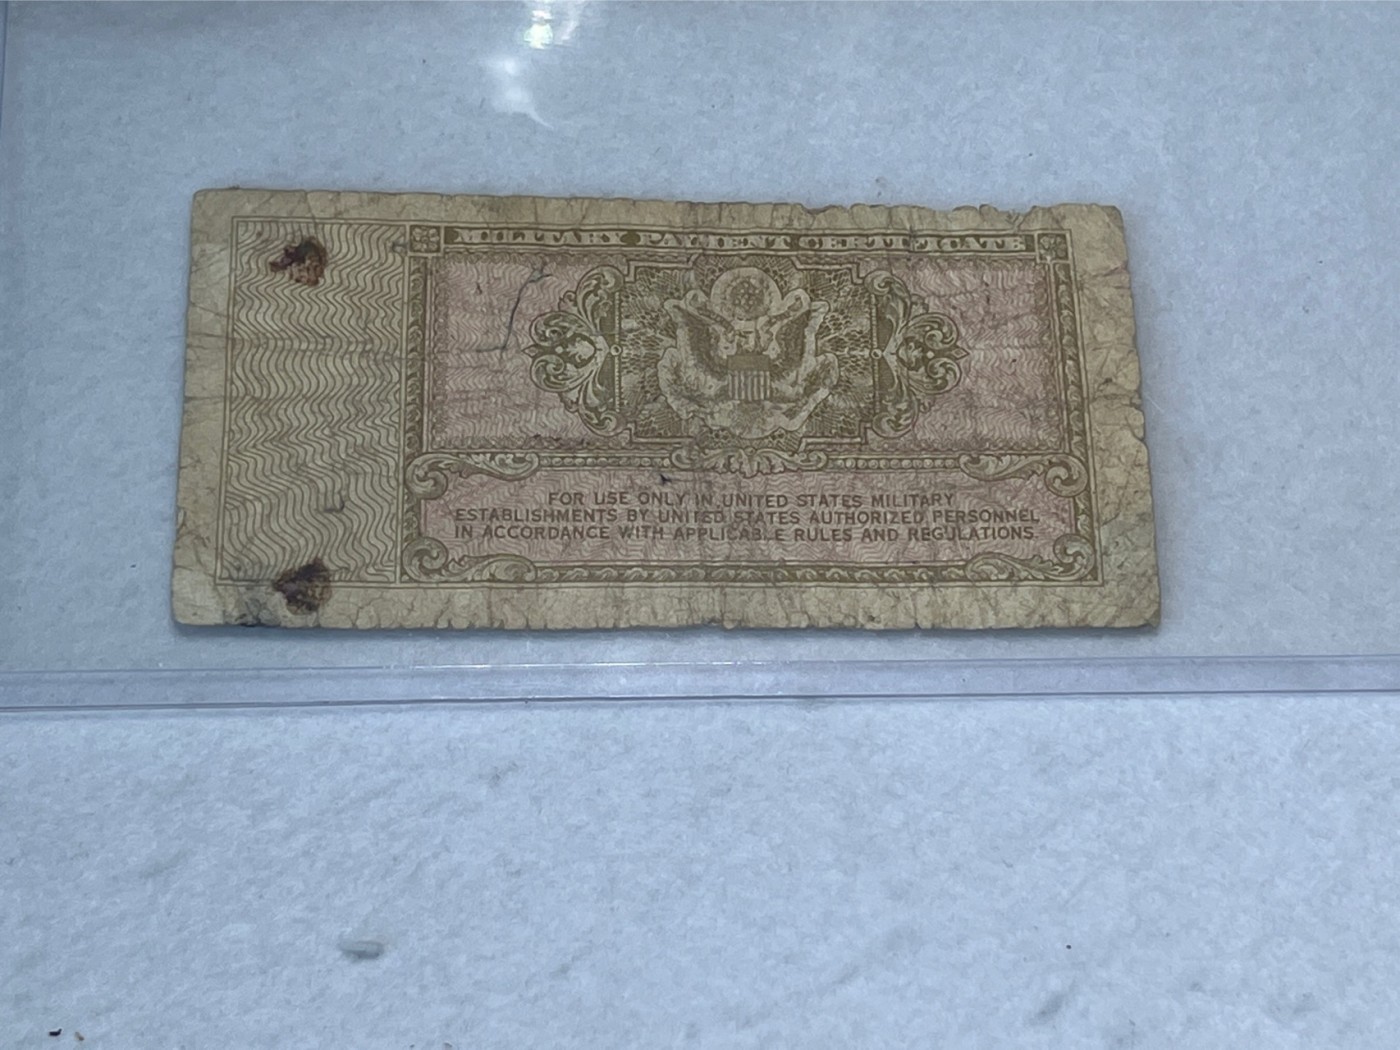 MILITARY PAYMENT CERTIFICATE
FOR USE ONLY IN UNITED STATES MILITARY
ESTABLISHMENTS BY UNITED STATES AUTHORIZED PERSONNEL
IN ACCORDANCE WITH APPLICABLE RULES AND REGULATIONS.